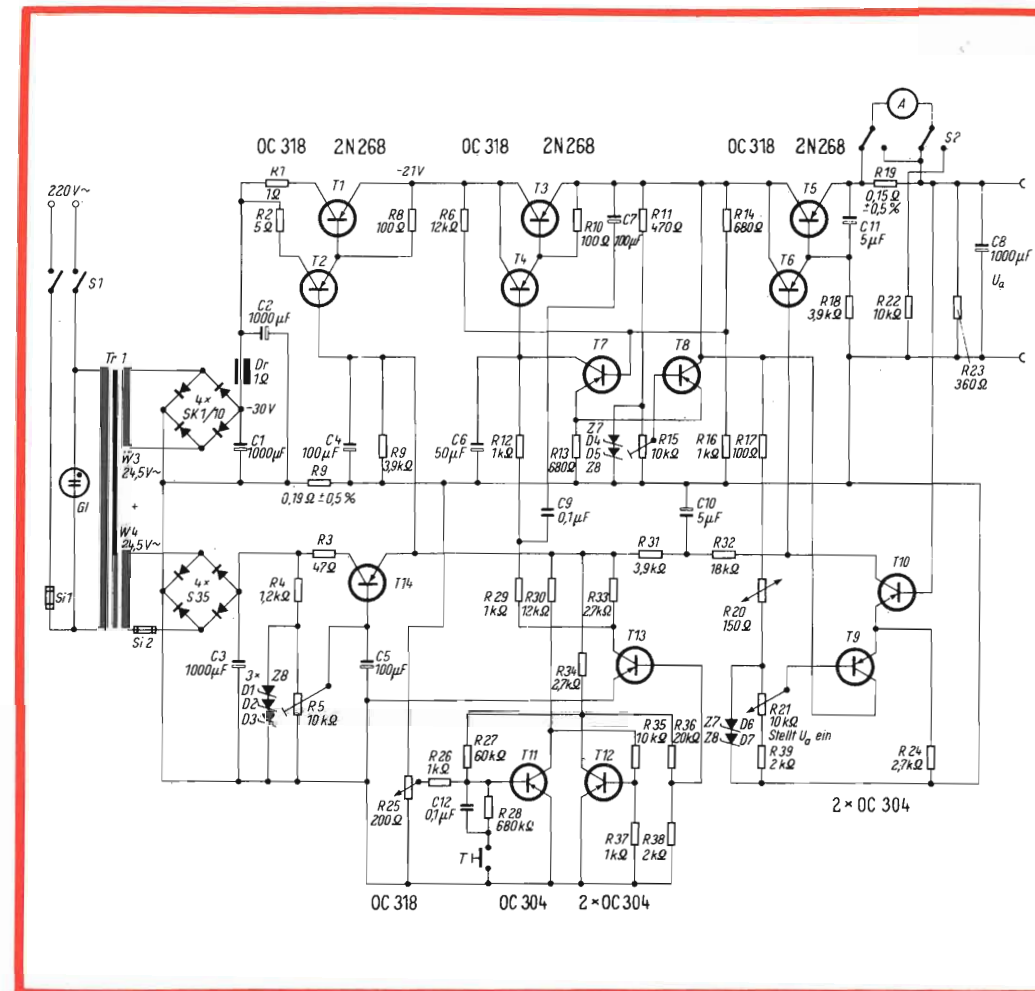 OC 318 2N 268
OC 318 2N 268
OC 318 2N 268
A
S2
220 V~
S1
R1
1Ω
T1
-21V
R2
5Ω
R8
100Ω
R6
12kΩ
T3
R10
100Ω
C7
100µF
R11
470Ω
R14
680Ω
T5
R19
0,15Ω
±0,5%
C11
5µF
C8
1000µF
Ua
T2
T4
T6
R18
3,9kΩ
R22
10kΩ
R23
360Ω
C2
1000µF
Dr
1Ω
Tr 1
4×
SK1/10
-30V
W3
24,5V~
C1
1000µF
C4
100µF
R9
3,9kΩ
C6
50µF
R12
1kΩ
T7
T8
R13
680Ω
Z7
D4
D5
Z8
R15
10kΩ
R16
1kΩ
R17
100Ω
R9
0,19Ω ±0,5%
C9
0,1µF
C10
5µF
Gl
+
W4
24,5V~
4×
S35
Si1
Si 2
R3
47Ω
R4
1,2kΩ
T14
R31
3,9kΩ
R32
18kΩ
T10
R29
1kΩ
R30
12kΩ
R33
27kΩ
R20
150Ω
C3
1000µF
3×
Z8
D1
D2
D3
R5
10kΩ
C5
100µF
T13
R34
2,7kΩ
T9
Z7
Z8
D6
D7
R21
10kΩ
Stellt Ua ein
R39
2kΩ
R24
2,7kΩ
R27
60kΩ
R26
1kΩ
R25
200Ω
C12
0,1µF
R28
680kΩ
T
T11
T12
R35
10kΩ
R36
20kΩ
R37
1kΩ
R38
2kΩ
2×OC 304
OC 318 OC 304 2×OC 304